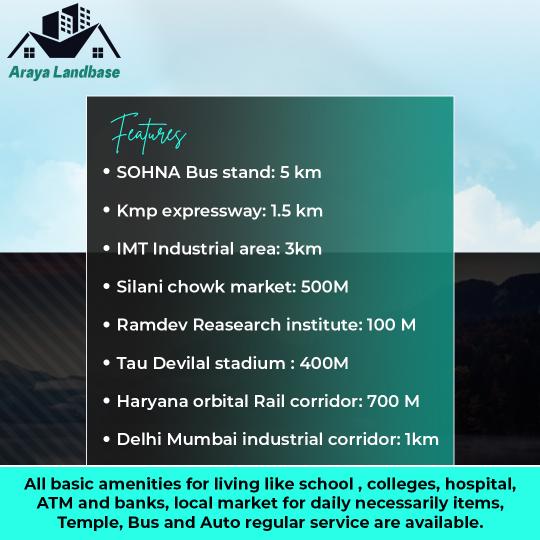 Araya Landbase
Features
• SOHNA Bus stand: 5 km
• Kmp expressway: 1.5 km
• IMT Industrial area: 3km
• Silani chowk market: 500M
• Ramdev Reasearch institute: 100 M
• Tau Devilal stadium : 400M
• Haryana orbital Rail corridor: 700 M
• Delhi Mumbai industrial corridor: 1km
All basic amenities for living like school , colleges, hospital,
ATM and banks, local market for daily necessarily items,
Temple, Bus and Auto regular service are available.